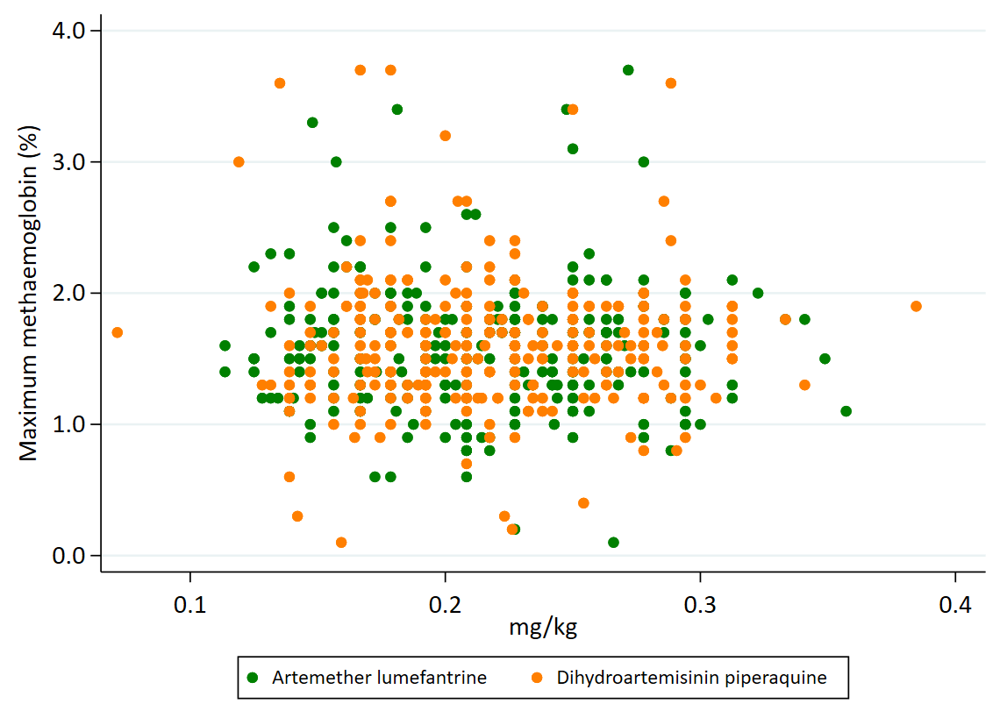 4.0
3.0
2.0
1.0
0.0
Maximum methaemoglobin (%)
0.1 0.2 0.3 0.4
mg/kg
Artemether lumefantrine Dihydroartemisinin piperaquine